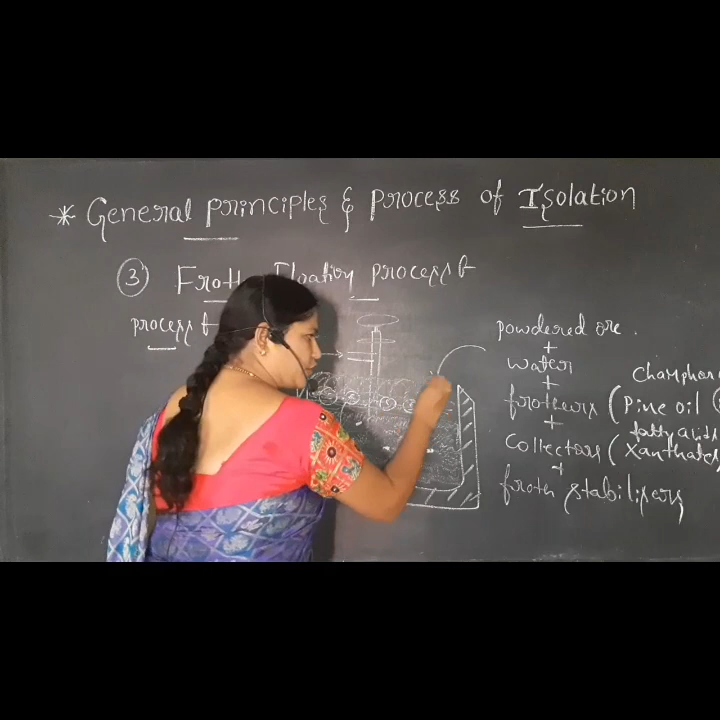 * General principles & process of Isolation
③ Froth Floation process:
process:
powdered ore.
+
water
+
Champhor
frothers (Pine oil (
+
fatty acids
Collectors (Xanthates
+
froth stabilizers